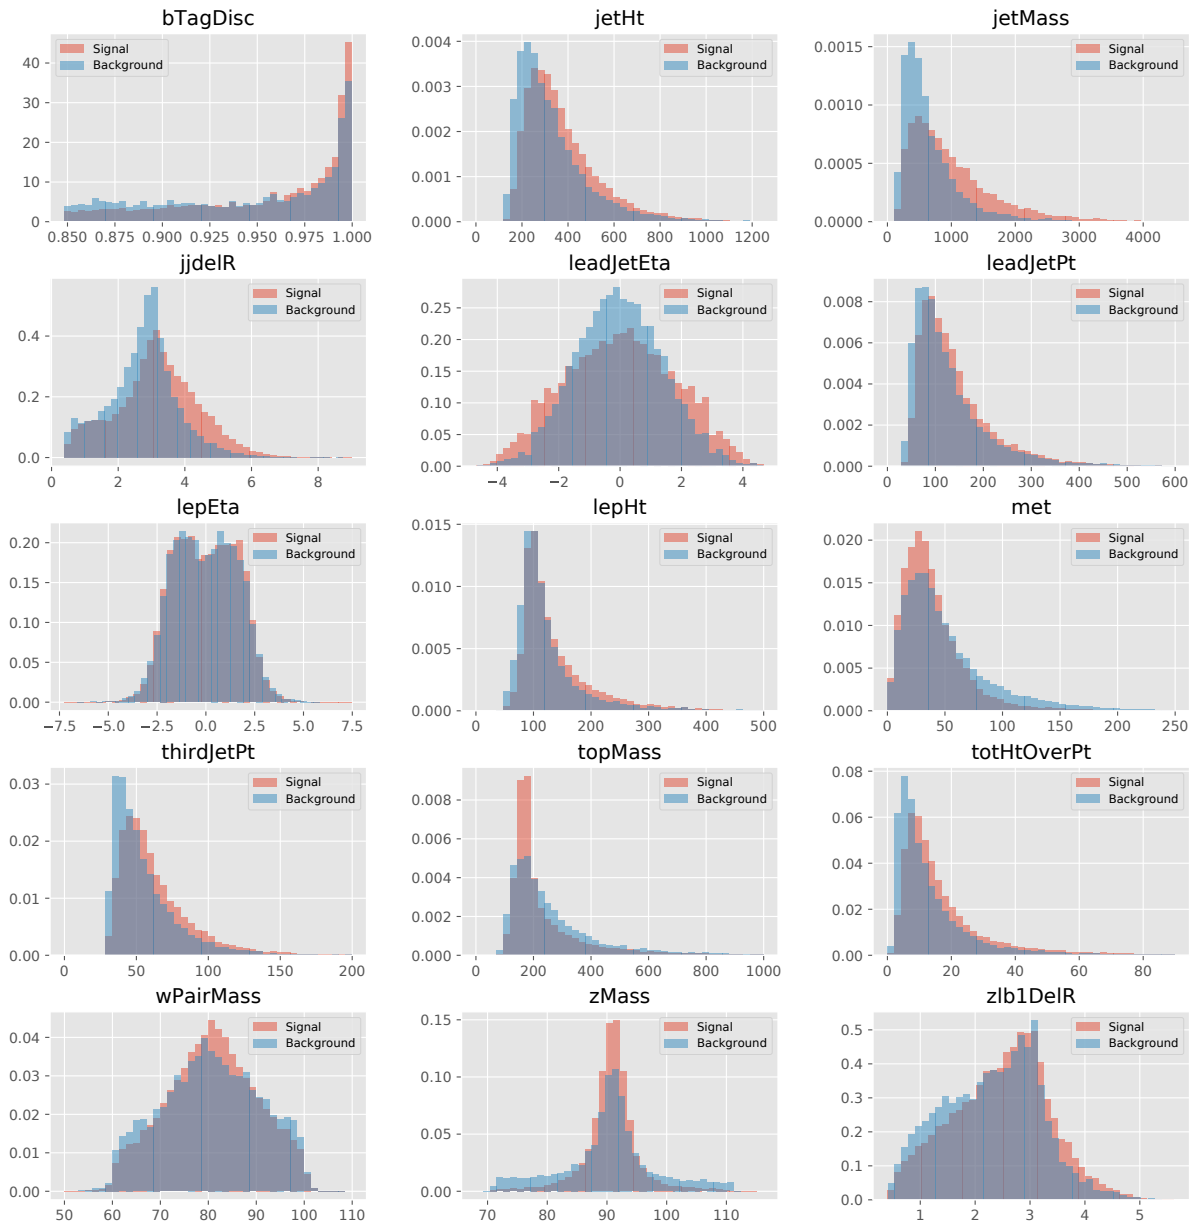 bTagDisc
Signal
Background
40
30
20
10
0
0.850 0.875 0.900 0.925 0.950 0.975 1.000
jetHt
Signal
Background
0.004
0.003
0.002
0.001
0.000
0 200 400 600 800 1000 1200
jetMass
Signal
Background
0.0015
0.0010
0.0005
0.0000
0 1000 2000 3000 4000
jjdelR
Signal
Background
0.4
0.2
0.0
0 2 4 6 8
leadJetEta
Signal
Background
0.25
0.20
0.15
0.10
0.05
0.00
−4 −2 0 2 4
leadJetPt
Signal
Background
0.008
0.006
0.004
0.002
0.000
0 100 200 300 400 500 600
lepEta
Signal
Background
0.20
0.15
0.10
0.05
0.00
−7.5 −5.0 −2.5 0.0 2.5 5.0 7.5
lepHt
Signal
Background
0.015
0.010
0.005
0.000
0 100 200 300 400 500
met
Signal
Background
0.020
0.015
0.010
0.005
0.000
0 50 100 150 200 250
thirdJetPt
Signal
Background
0.03
0.02
0.01
0.00
0 50 100 150 200
topMass
Signal
Background
0.008
0.006
0.004
0.002
0.000
0 200 400 600 800 1000
totHtOverPt
Signal
Background
0.08
0.06
0.04
0.02
0.00
0 20 40 60 80
wPairMass
Signal
Background
0.04
0.03
0.02
0.01
0.00
50 60 70 80 90 100 110
zMass
Signal
Background
0.15
0.10
0.05
0.00
70 80 90 100 110
zlb1DelR
Signal
Background
0.5
0.4
0.3
0.2
0.1
0.0
1 2 3 4 5